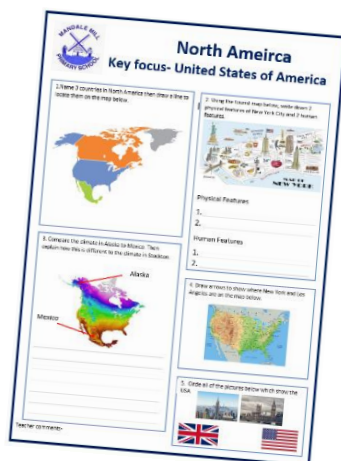 MANDALE MILL
PRIMARY SCHOOL
North Ameirca
Key focus- United States of America
1.Name 3 countries in North America then draw a line to
locate them on the map below.
2. Using the tourist map below, write down 2
physical features of New York City and 2 human
features.
MAP OF
NEW YORK
Physical Features
1.
2.
Human Features
1.
2.
3. Compare the climate in Alaska to Mexico. Then
explain how this is different to the climate in
Alaska
Mexico
4. Draw arrows to show where New York and Los
Angeles are on the map below.
5. Circle all of the pictures below which show the
USA
Teacher comments-